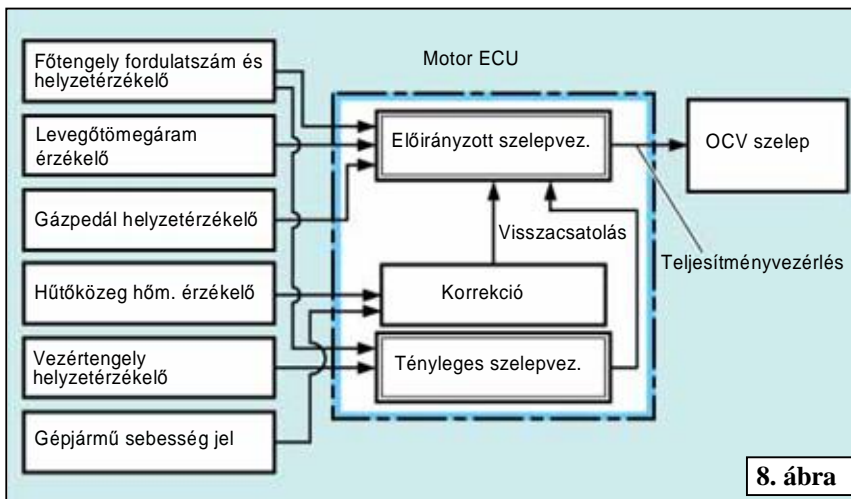 Főtengely fordulatszám és
helyzetérzékelő
Levegőtömegáram
érzékelő
Gázpedál helyzetérzékelő
Hűtőközeg hőm. érzékelő
Vezértengely
helyzetérzékelő
Gépjármű sebesség jel
Motor ECU
Előirányzott szelepvez.
Visszacsatolás
Korrekció
Tényleges szelepvez.
OCV szelep
Teljesítményvezérlés
8. ábra